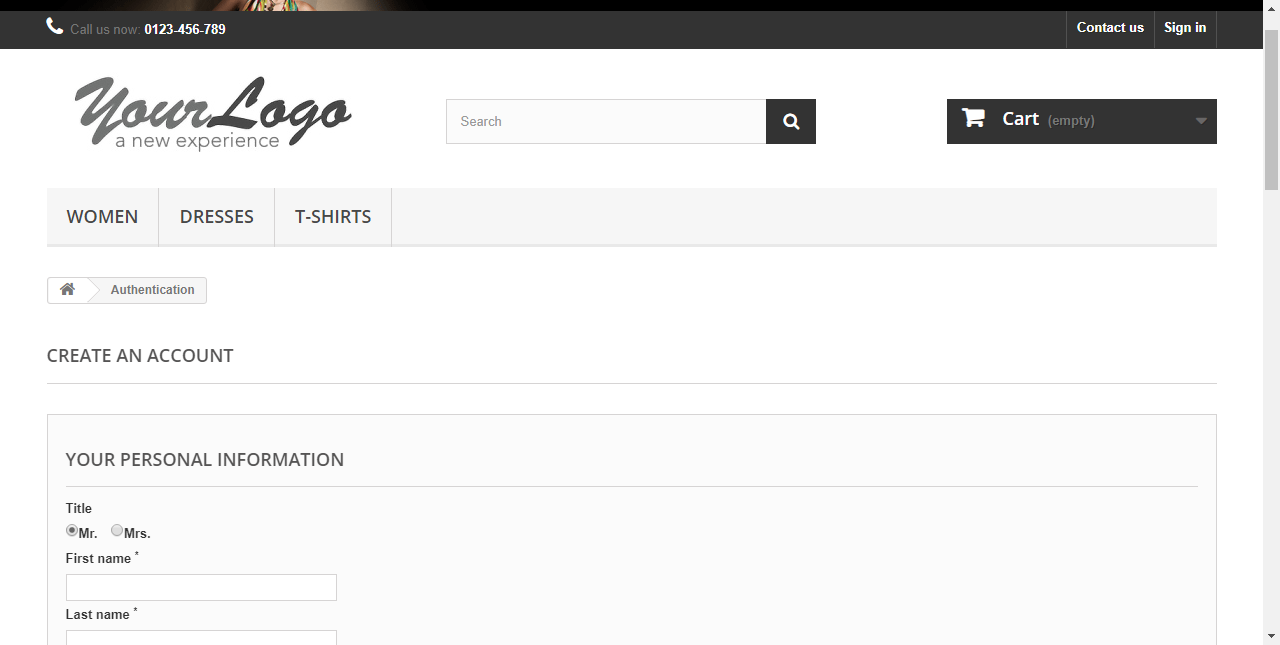 Call us now: 0123-456-789
Contact us
Sign in
YourLogo
a new experience
Search
Cart (empty)
WOMEN
DRESSES
T-SHIRTS
Authentication
CREATE AN ACCOUNT
YOUR PERSONAL INFORMATION
Title
Mr. Mrs.
First name *
Last name *